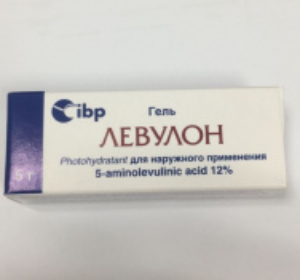 ibp
Гель
ЛЕВУЛОН
Photohydratant для наружного применения
5-aminolevulinic acid 12%
5 г